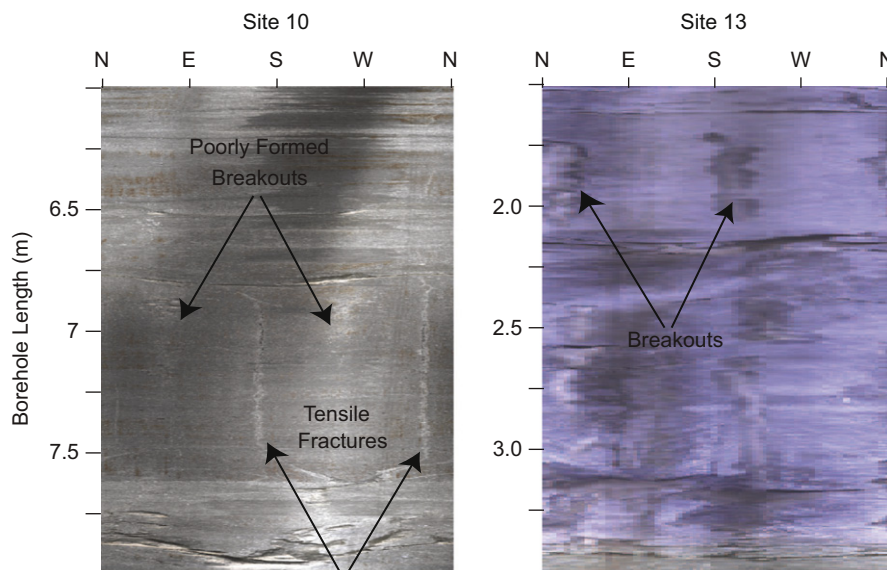 Site 10
Site 13
N E S W N
N E S W N
Poorly Formed
Breakouts
6.5
7
7.5
Borehole Length (m)
Tensile
Fractures
2.0
2.5
3.0
Breakouts